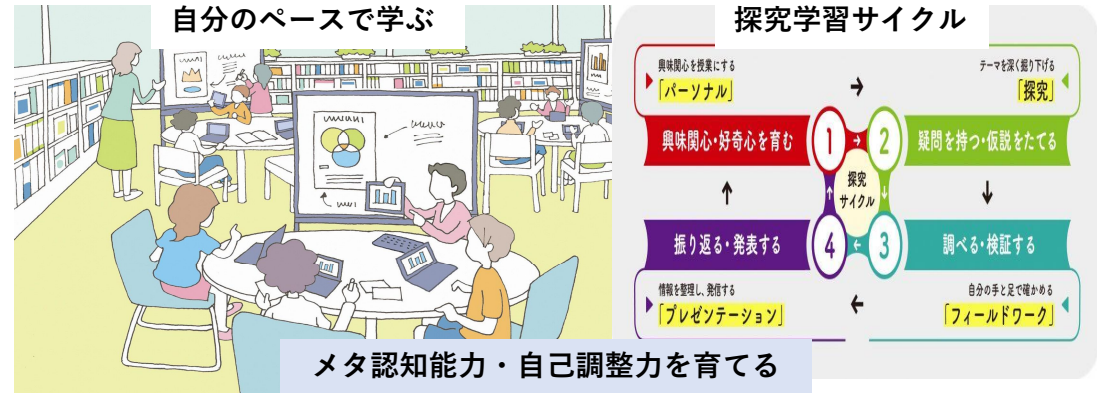 自分のペースで学ぶ
探究学習サイクル
興味関心を授業にする
「パーソナル」
テーマを深く掘り下げる
「探究」
興味関心・好奇心を育む
1
2
疑問を持つ・仮説をたてる
探究
サイクル
振り返る・発表する
4
3
調べる・検証する
情報を整理し、発信する
「プレゼンテーション」
自分の手と足で確かめる
「フィールドワーク」
メタ認知能力・自己調整力を育てる